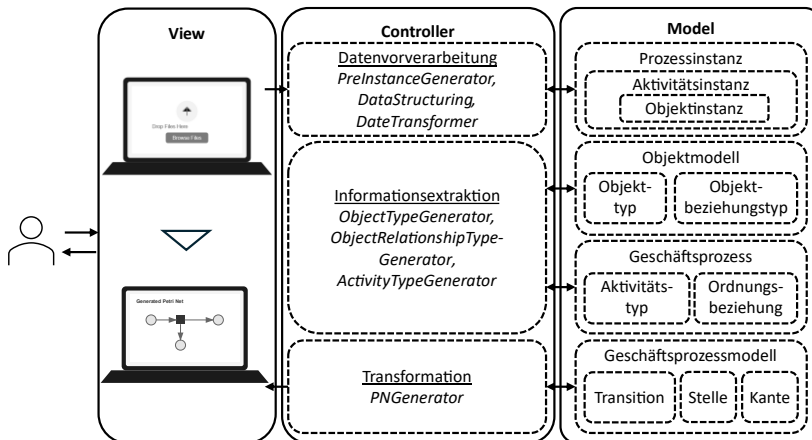 View
Drop Files Here
Browse Files
Generated Petri Net
Controller
Datenvorverarbeitung
PreInstanceGenerator,
DataStructuring,
DateTransformer
Informationsextraktion
ObjectTypeGenerator,
ObjectRelationshipType-
Generator,
ActivityTypeGenerator
Transformation
PNGenerator
Model
Prozessinstanz
Aktivitätsinstanz
Objektinstanz
Objektmodell
Objekt-
typ
Objekt-
beziehungstyp
Geschäftsprozess
Aktivitäts-
typ
Ordnungs-
beziehung
Geschäftsprozessmodell
Transition
Stelle
Kante